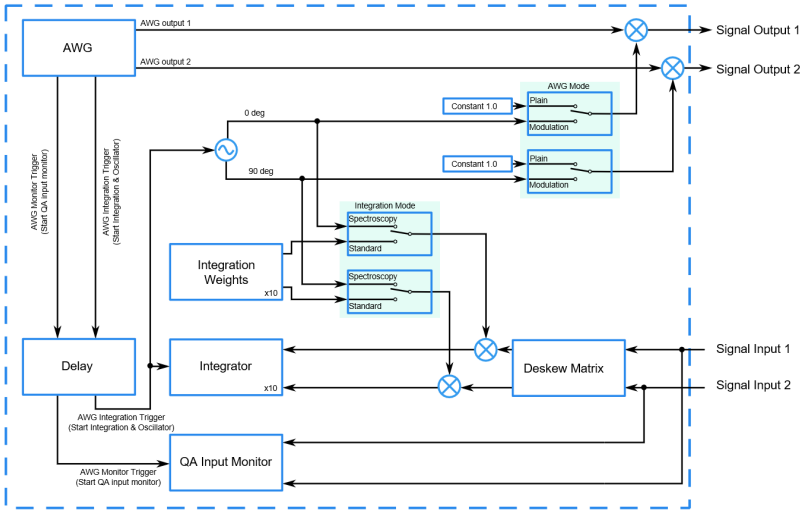 AWG output 1
Signal Output 1
AWG
AWG output 2
Signal Output 2
AWG Mode
Constant 1.0
Plain
Modulation
0 deg
AWG Monitor Trigger
(Start QA input monitor)
AWG Integration Trigger
(Start Integration & Oscillator)
Constant 1.0
Plain
Modulation
90 deg
Integration Mode
Spectroscopy
Standard
Integration
Weights
x10
Spectroscopy
Standard
Delay
Integrator
x10
Deskew Matrix
Signal Input 1
Signal Input 2
AWG Integration Trigger
(Start Integration & Oscillator)
QA Input Monitor
AWG Monitor Trigger
(Start QA input monitor)